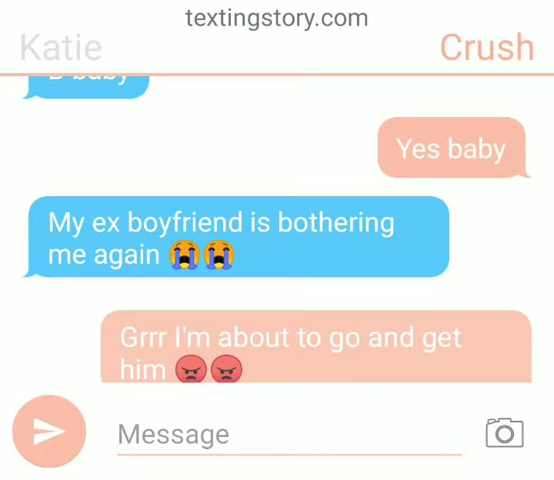 textingstory.com
Katie
Crush
Yes baby
My ex boyfriend is bothering
me again 😭😭
Grrr I'm about to go and get
him 😡😡
Message